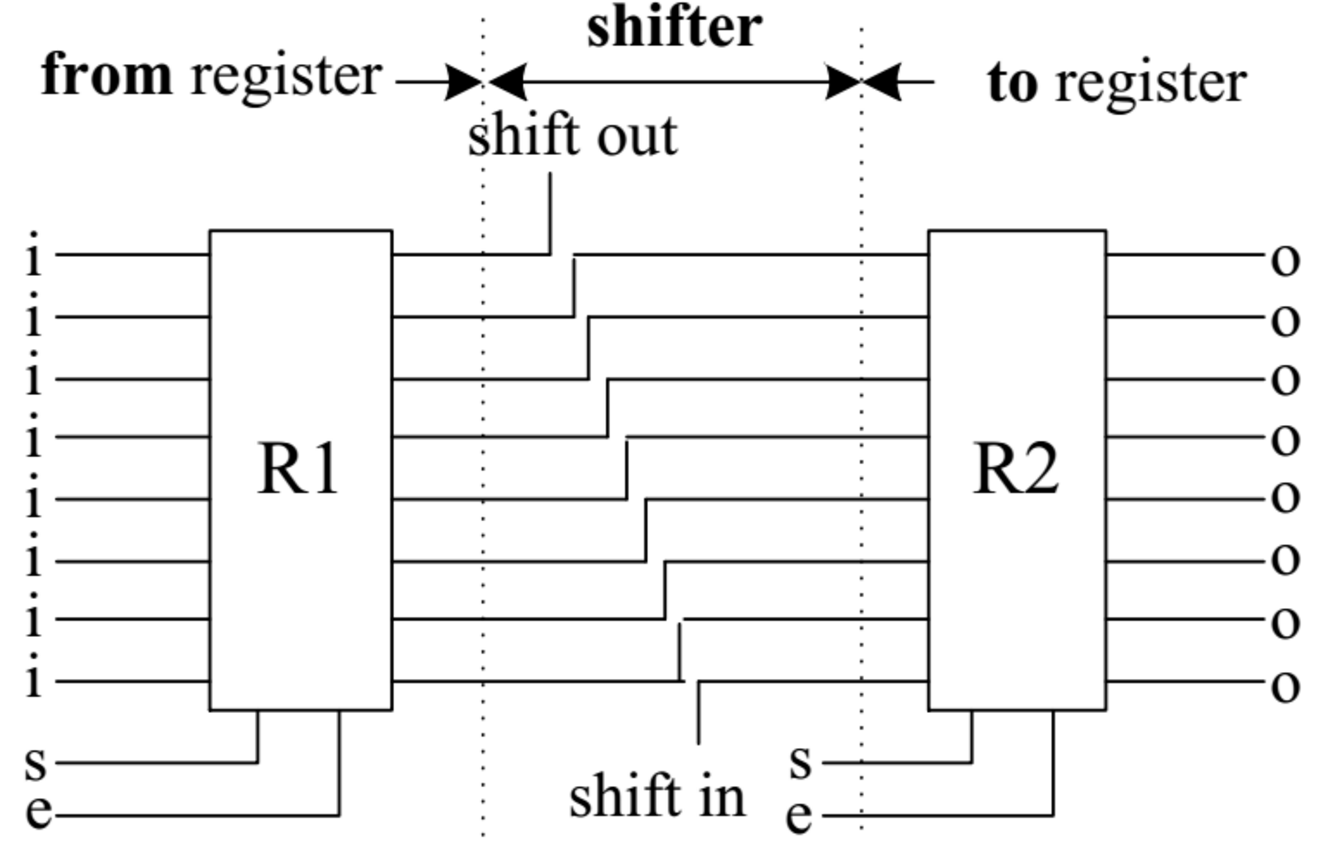 shifter
from register
to register
shift out
i
o
i
o
i
o
i
o
R1
R2
i
o
i
o
i
o
i
o
s
s
e
shift in
e